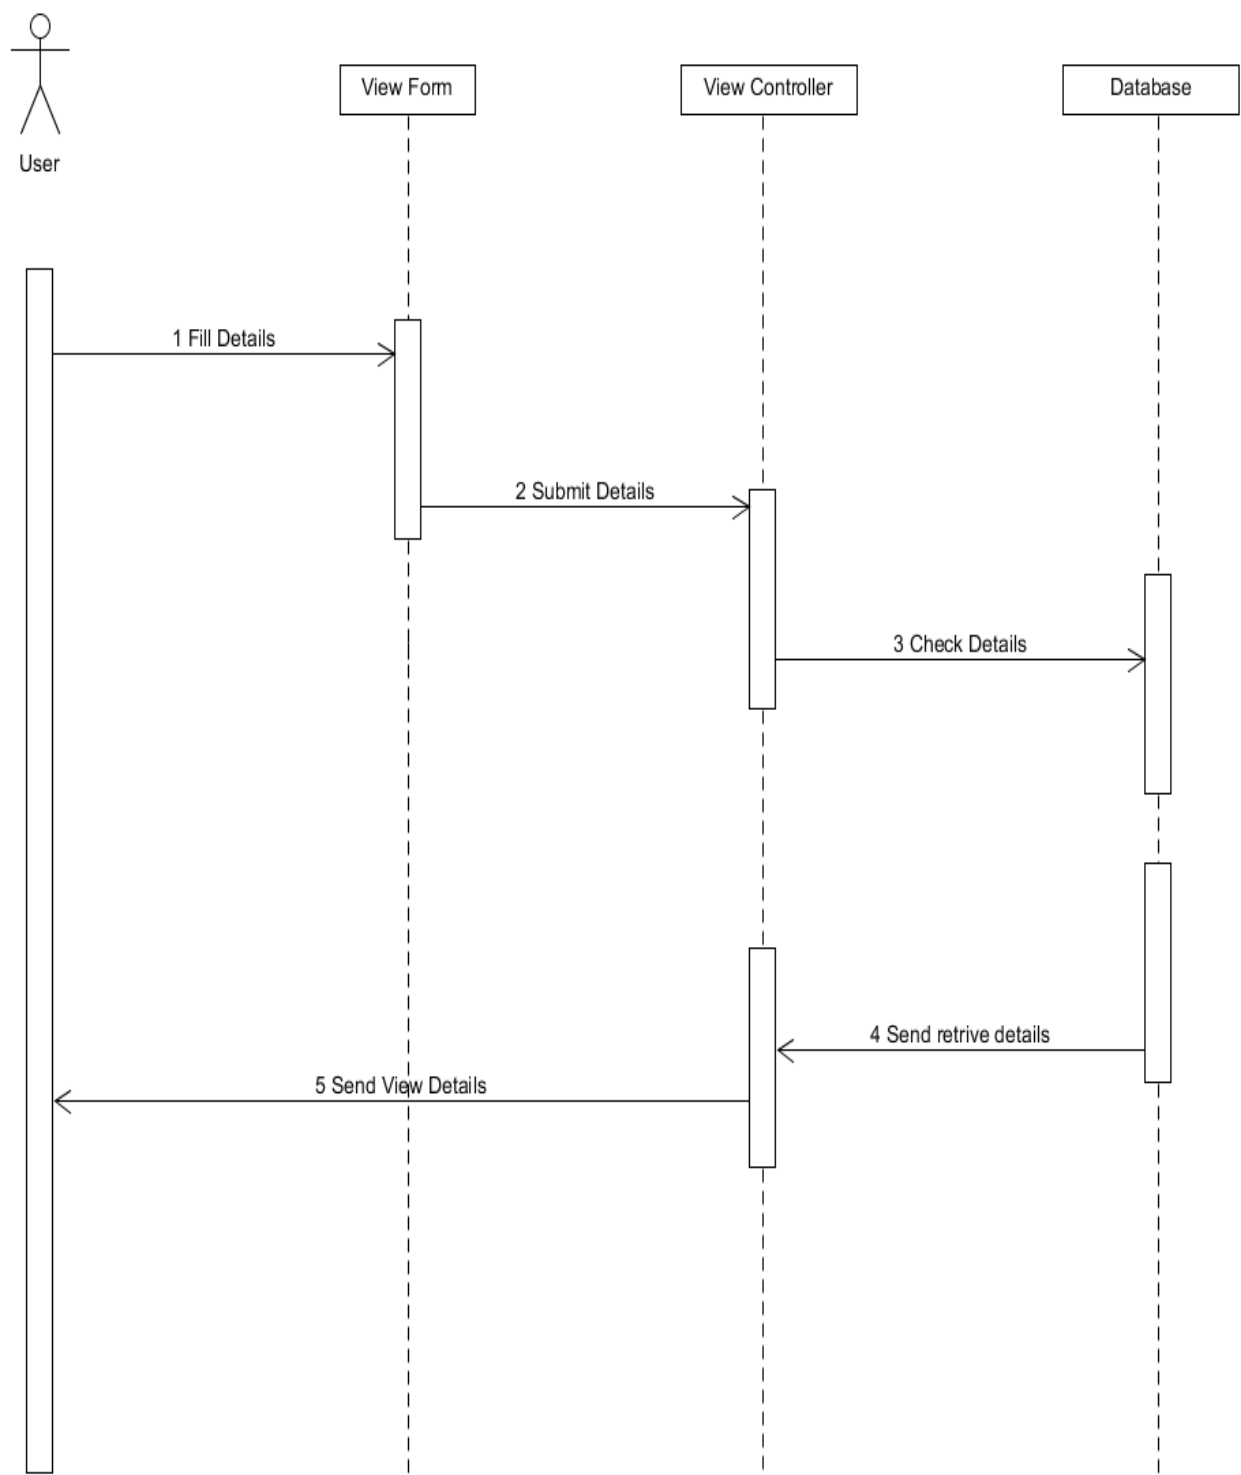 View Form
View Controller
Database
User
1 Fill Details
2 Submit Details
3 Check Details
4 Send retrive details
5 Send View Details